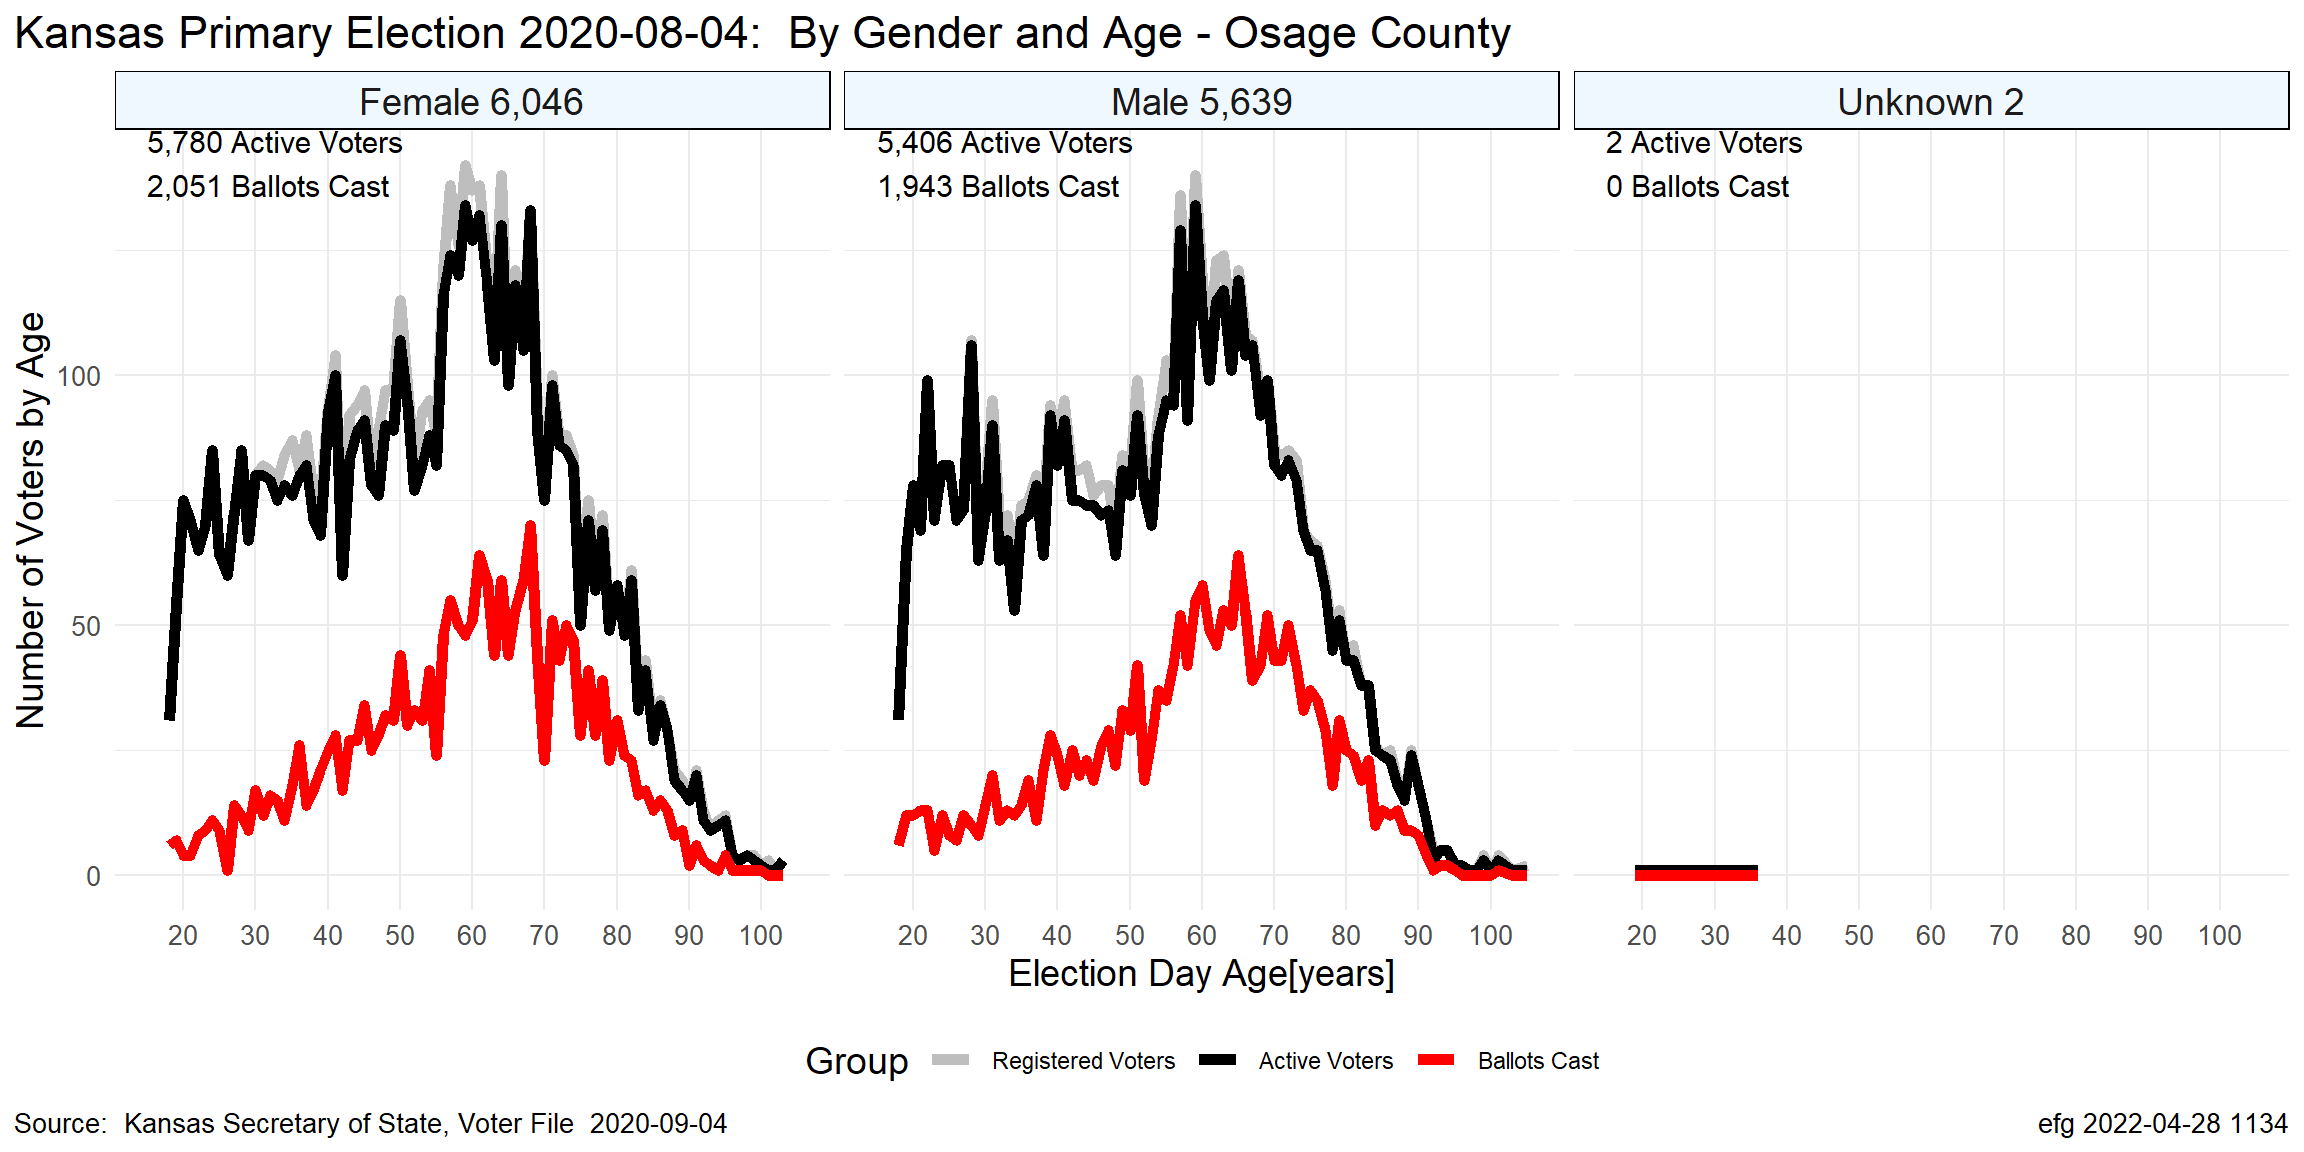 Kansas Primary Election 2020-08-04:  By Gender and Age - Osage County
Female 6,046
Male 5,639
Unknown 2
5,780 Active Voters
2,051 Ballots Cast
5,406 Active Voters
1,943 Ballots Cast
2 Active Voters
0 Ballots Cast
Number of Voters by Age
100
50
0
20 30 40 50 60 70 80 90 100
20 30 40 50 60 70 80 90 100
20 30 40 50 60 70 80 90 100
Election Day Age[years]
Group Registered Voters Active Voters Ballots Cast
Source:  Kansas Secretary of State, Voter File  2020-09-04
efg 2022-04-28 1134